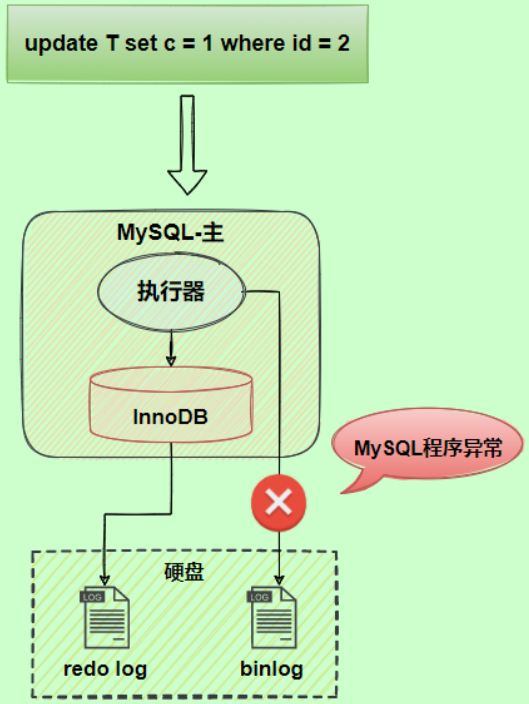 update T set c = 1 where id = 2
MySQL-主
执行器
InnoDB
MySQL程序异常
硬盘
LOG
LOG
redo log
binlog